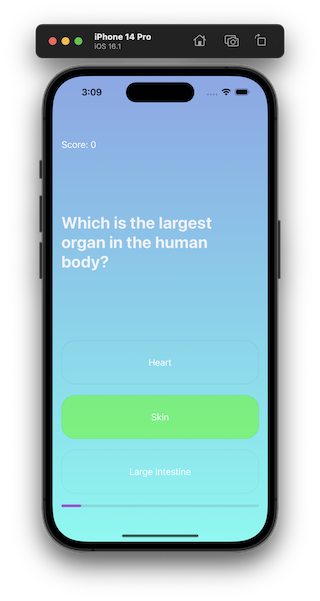 iPhone 14 Pro
iOS 16.1
3:09
Score: 0
Which is the largest
organ in the human
body?
Heart
Skin
Large Intestine